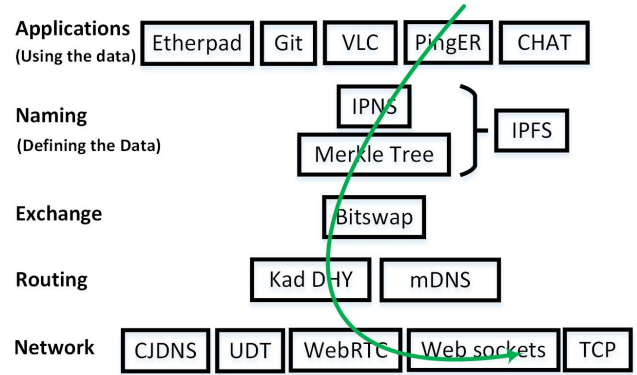 Applications
(Using the data)
Etherpad
Git
VLC
PingER
CHAT
Naming
(Defining the Data)
IPNS
Merkle Tree
IPFS
Exchange
Bitswap
Routing
Kad DHY
mDNS
Network
CJDNS
UDT
WebRTC
Web sockets
TCP